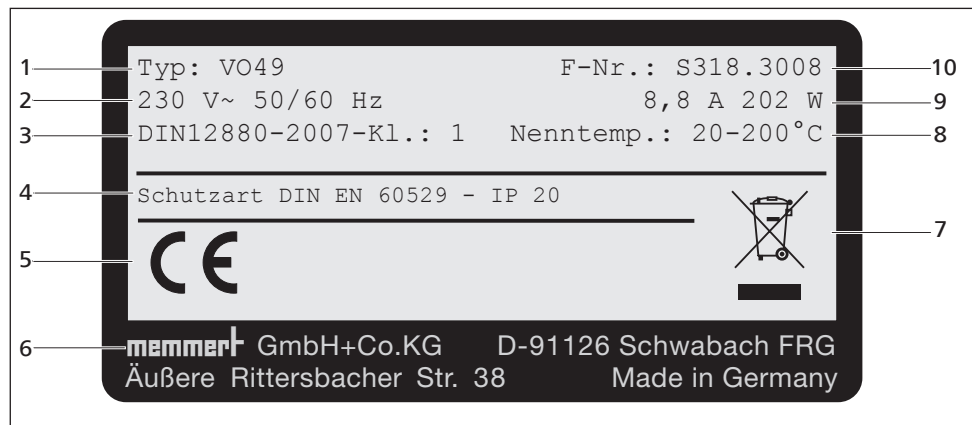 1 Typ: VO49 F-Nr.: S318.3008 10
2 230 V~ 50/60 Hz 8,8 A 202 W 9
3 DIN12880-2007-Kl.: 1 Nenntemp.: 20-200°C 8
4 Schutzart DIN EN 60529 - IP 20
7
5 CE
6 memmert GmbH+Co.KG D-91126 Schwabach FRG
Äußere Rittersbacher Str. 38 Made in Germany